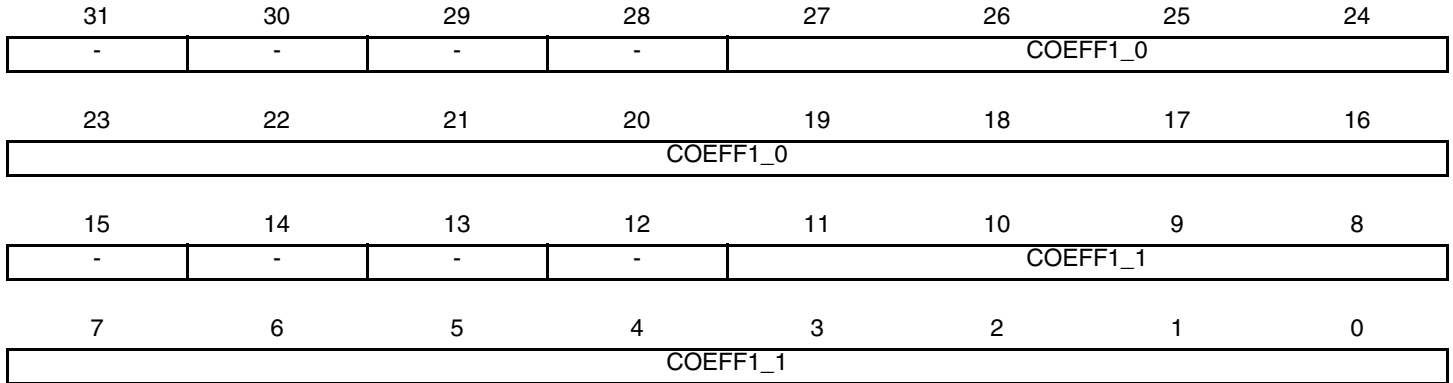 31 30 29 28 27 26 25 24
- - - - COEFF1_0
23 22 21 20 19 18 17 16
COEFF1_0
15 14 13 12 11 10 9 8
- - - - COEFF1_1
7 6 5 4 3 2 1 0
COEFF1_1